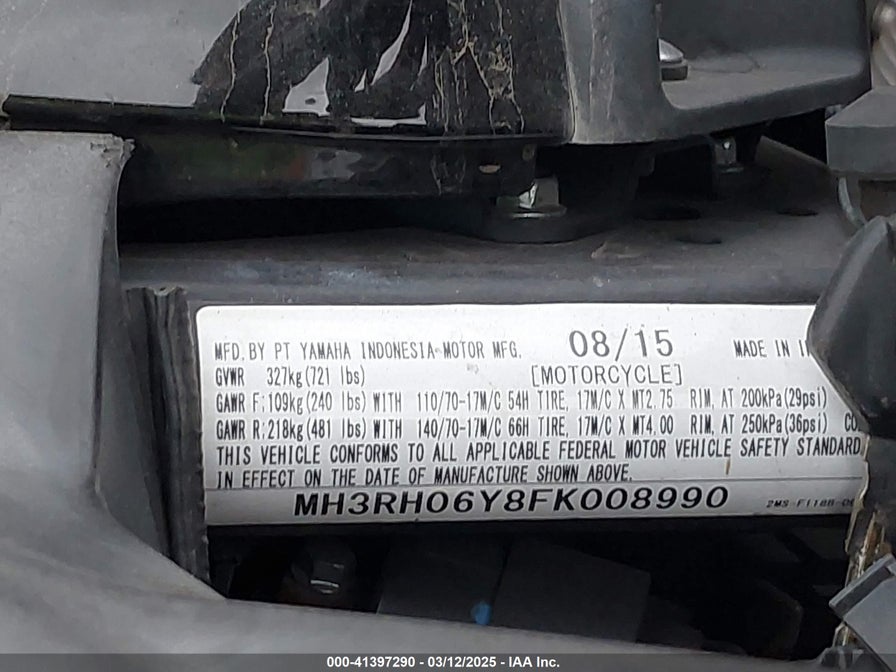 MFD. BY PT YAMAHA INDONESIA MOTOR MFG. 08/15 MADE IN
GVWR 327kg(721 lbs) [MOTORCYCLE]
GAWR F:109kg(240 lbs) WITH 110/70-17M/C 54H TIRE, 17M/C X MT2.75 RIM, AT 200kPa(29psi)
GAWR R:218kg(481 lbs) WITH 140/70-17M/C 66H TIRE, 17M/C X MT4.00 RIM, AT 250kPa(36psi)
THIS VEHICLE CONFORMS TO ALL APPLICABLE FEDERAL MOTOR VEHICLE SAFETY STANDARD
IN EFFECT ON THE DATE OF MANUFACTURE SHOWN ABOVE.
MH3RH06Y8FK008990
000-41397290 - 03/12/2025 - IAA Inc.